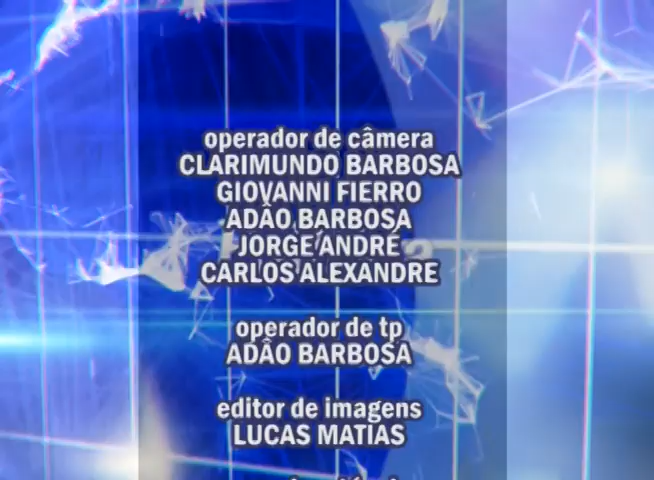 operador de câmera
CLARIMUNDO BARBOSA
GIOVANNI FIERRO
ADÃO BARBOSA
JORGE ANDRÉ
CARLOS ALEXANDRE
operador de tp
ADÃO BARBOSA
editor de imagens
LUCAS MATIAS